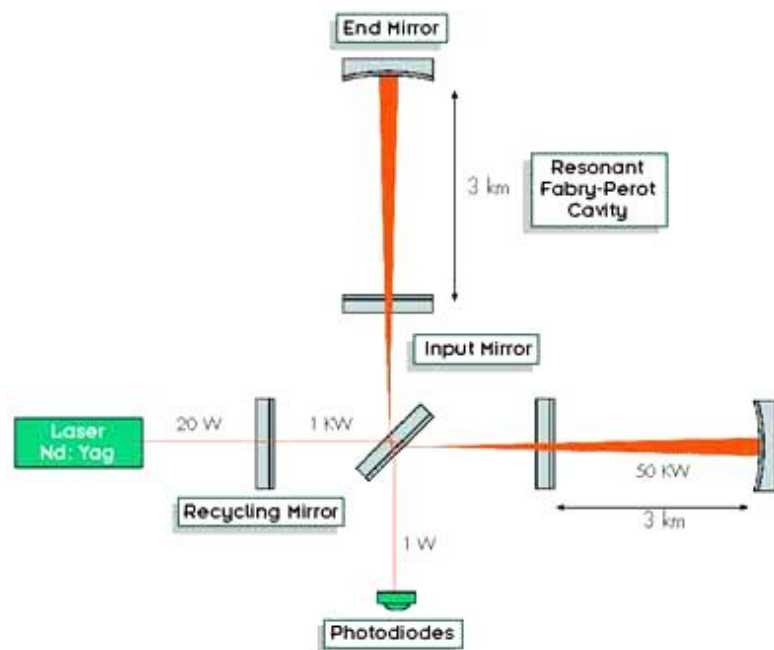 End Mirror
3 km
Resonant
Fabry-Perot
Cavity
Input Mirror
Laser
Nd: Yag
20 W
1 KW
50 KW
Recycling Mirror
3 km
1 W
Photodiodes